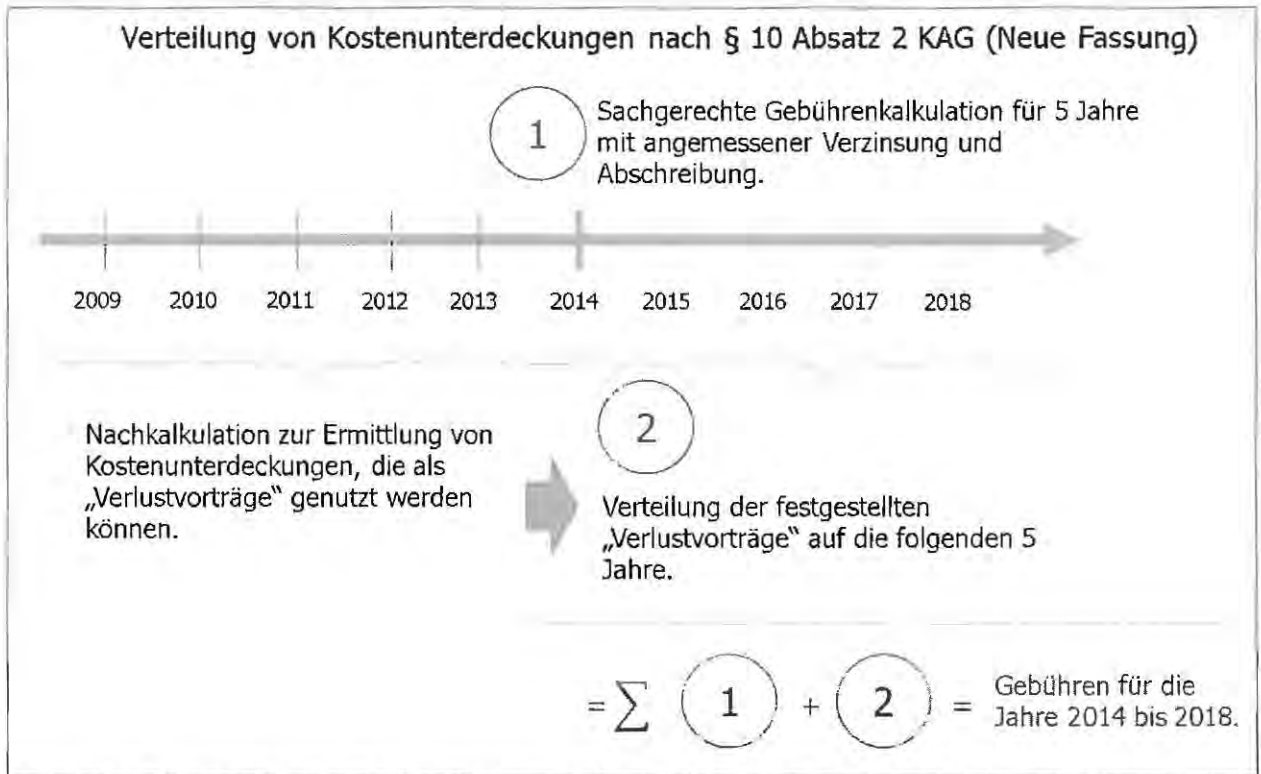 Verteilung von Kostenunterdeckungen nach § 10 Absatz 2 KAG (Neue Fassung)
1
Sachgerechte Gebührenkalkulation für 5 Jahre
mit angemessener Verzinsung und
Abschreibung.
2009 2010 2011 2012 2013 2014 2015 2016 2017 2018
Nachkalkulation zur Ermittlung von
Kostenunterdeckungen, die als
„Verlustvorträge“ genutzt werden
können.
2
Verteilung der festgestellten
„Verlustvorträge“ auf die folgenden 5
Jahre.
= ∑ 1 + 2 = Gebühren für die
Jahre 2014 bis 2018.